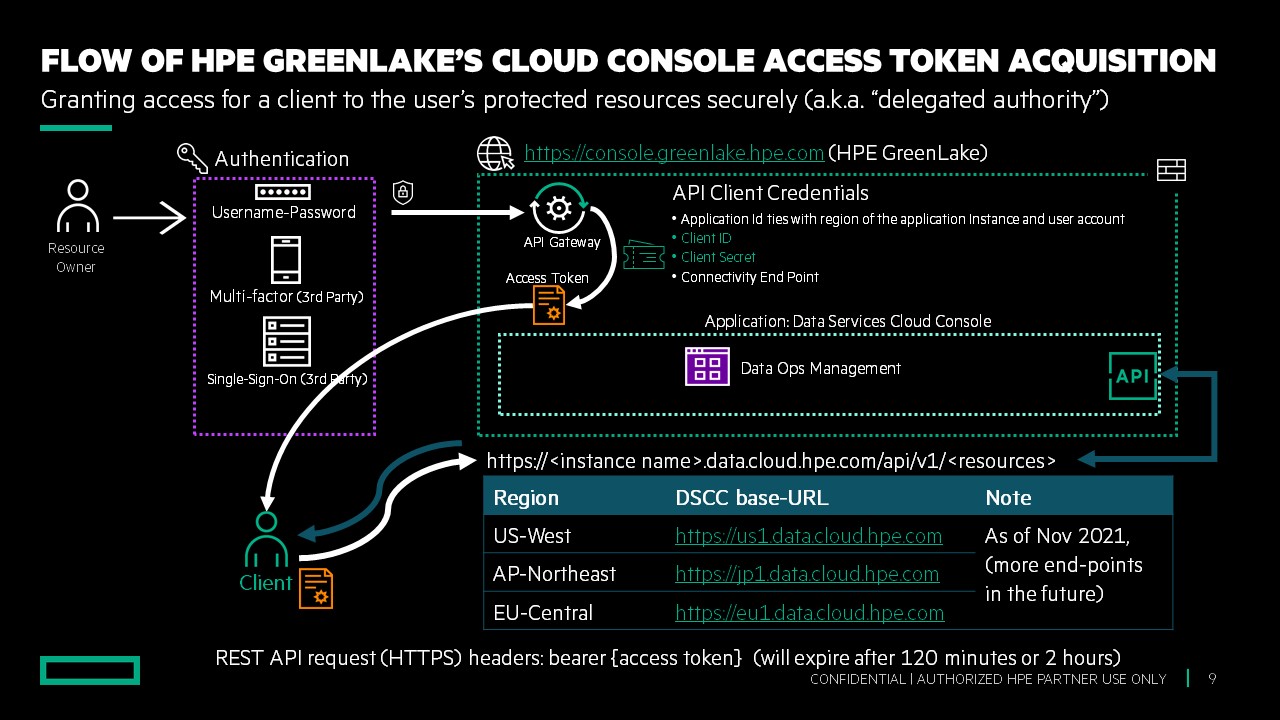 FLOW OF HPE GREENLAKE’S CLOUD CONSOLE ACCESS TOKEN ACQUISITION
Granting access for a client to the user’s protected resources securely (a.k.a. “delegated authority”)
Authentication
https://console.greenlake.hpe.com (HPE GreenLake)
Resource
Owner
Username-Password
Multi-factor (3rd Party)
Single-Sign-On (3rd Party)
API Gateway
Access Token
API Client Credentials
• Application Id ties with region of the application Instance and user account
• Client ID
• Client Secret
• Connectivity End Point
Application: Data Services Cloud Console
Data Ops Management
API
https://<instance name>.data.cloud.hpe.com/api/v1/<resources>
Region DSCC base-URL Note
US-West https://us1.data.cloud.hpe.com As of Nov 2021,
(more end-points
AP-Northeast https://jp1.data.cloud.hpe.com
in the future)
EU-Central https://eu1.data.cloud.hpe.com
Client
REST API request (HTTPS) headers: bearer {access token} (will expire after 120 minutes or 2 hours)
CONFIDENTIAL | AUTHORIZED HPE PARTNER USE ONLY 9